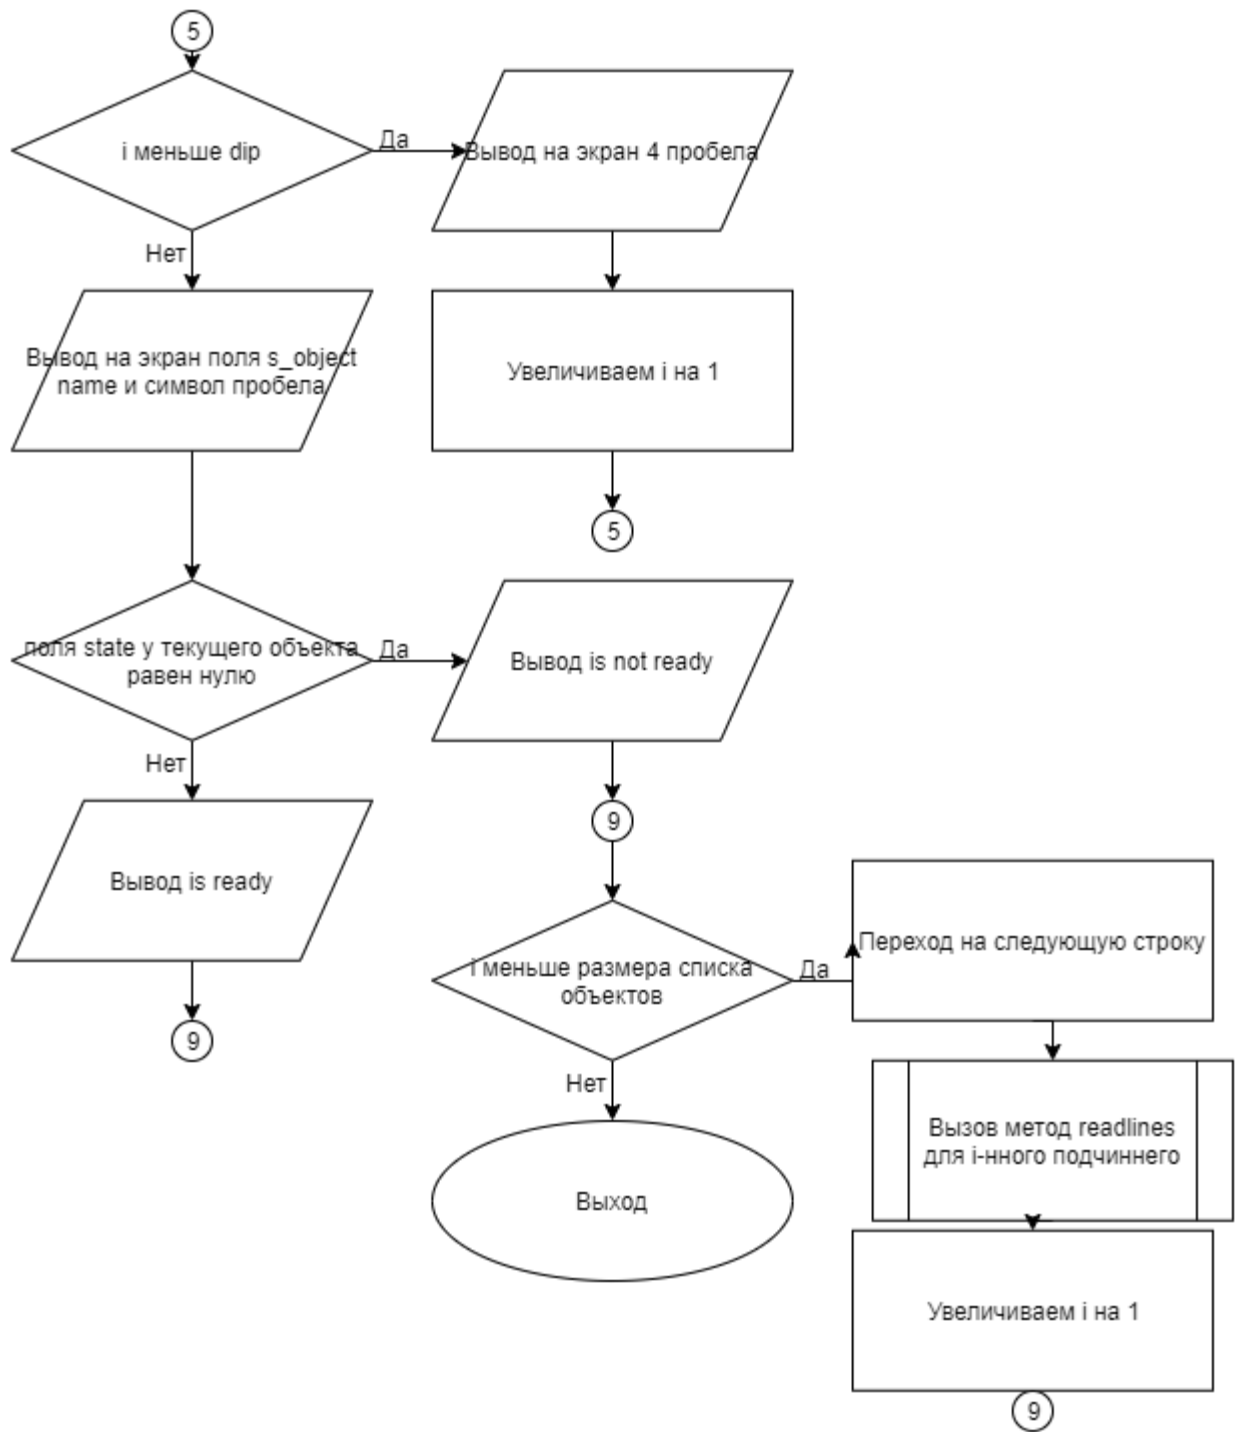 5
i меньше dip
Да
Вывод на экран 4 пробела
Нет
Вывод на экран поля s_object
name и символ пробела
Увеличиваем i на 1
5
поля state у текущего объекта
равен нулю
Да
Вывод is not ready
Нет
Вывод is ready
9
9
i меньше размера списка
объектов
Да
Переход на следующую строку
Нет
Вызов метод readlines
для i-нного подчиннего
Выход
Увеличиваем i на 1
9